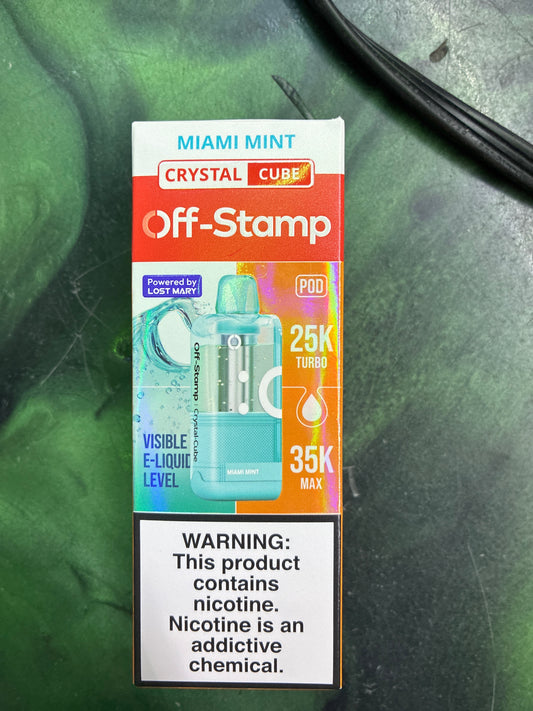 MIAMI MINT
CRYSTAL CUBE
Off-Stamp
Powered by
LOST MARY
POD
25K
TURBO
Off-Stamp | Crystal Cube
VISIBLE
E-LIQUID
LEVEL
MIAMI MINT
35K
MAX
WARNING:
This product
contains
nicotine.
Nicotine is an
addictive
chemical.